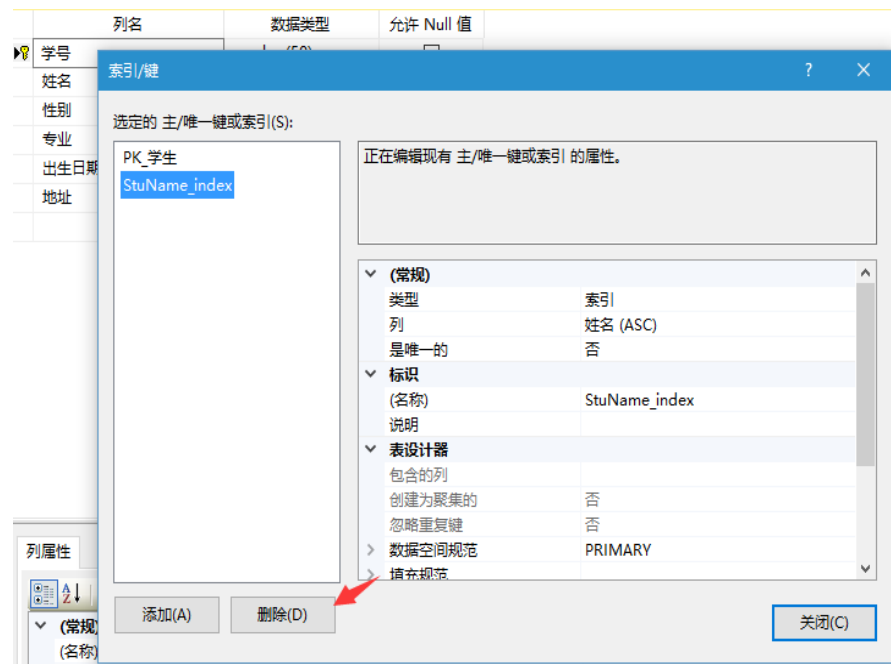 列名 数据类型 允许 Null 值
学号
姓名
性别
专业
出生日期
地址
索引/键
选定的 主/唯一键或索引(S):
PK_学生
StuName_index
正在编辑现有 主/唯一键或索引 的属性。
(常规)
类型 索引
列 姓名 (ASC)
是唯一的 否
标识
(名称) StuName_index
说明
表设计器
包含的列
创建为聚集的 否
忽略重复键 否
数据空间规范 PRIMARY
填充规范
添加(A) 删除(D) 关闭(C)
列属性
(常规)
(名称)